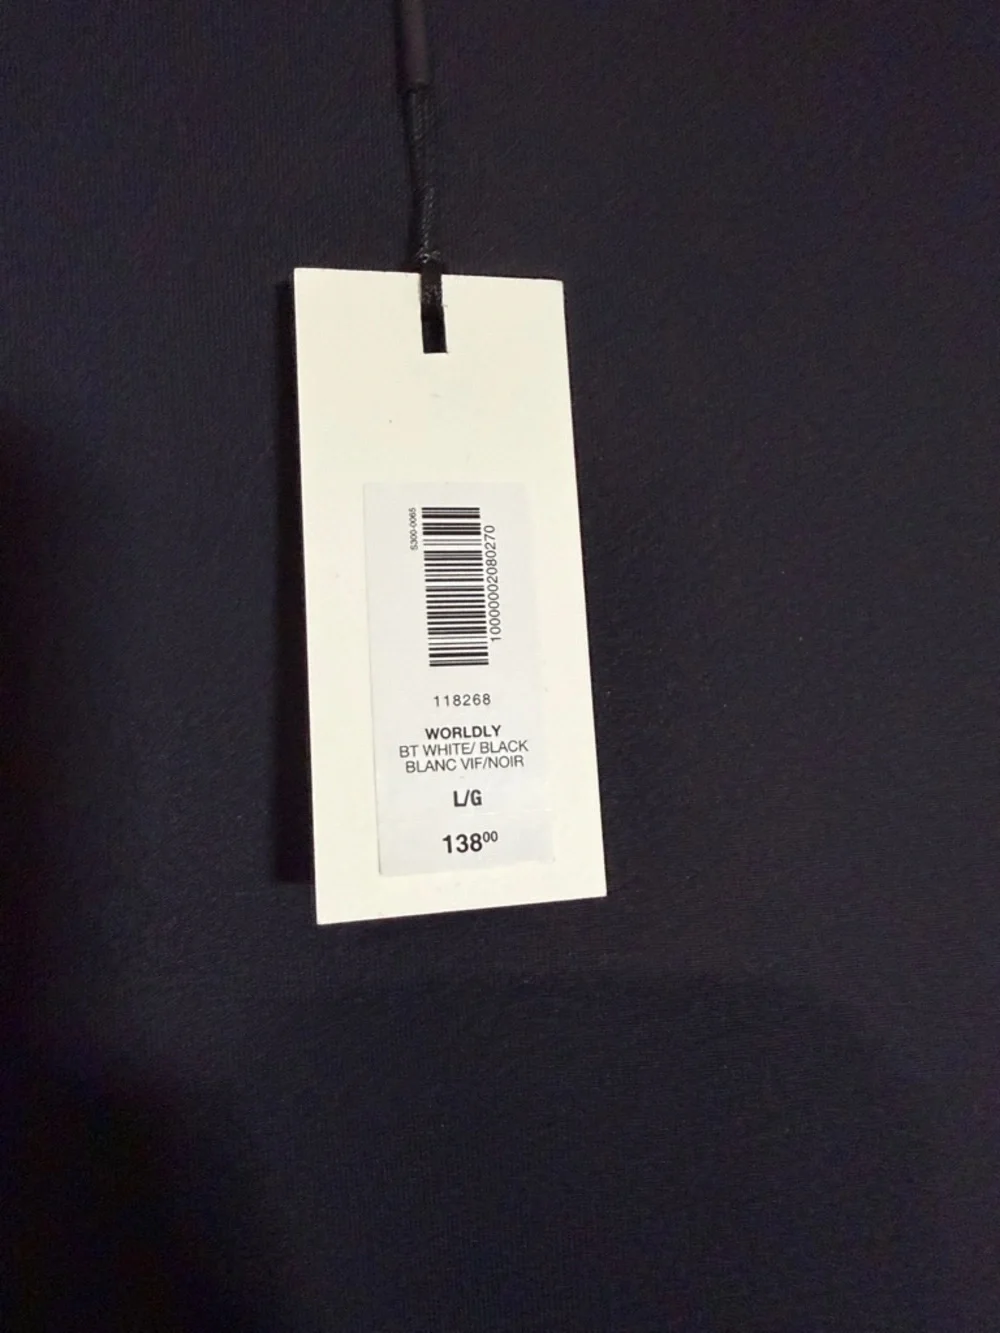 5300-0065
10000002080270
118268
WORLDLY
BT WHITE/ BLACK
BLANC VIF/NOIR
L/G
138⁰⁰